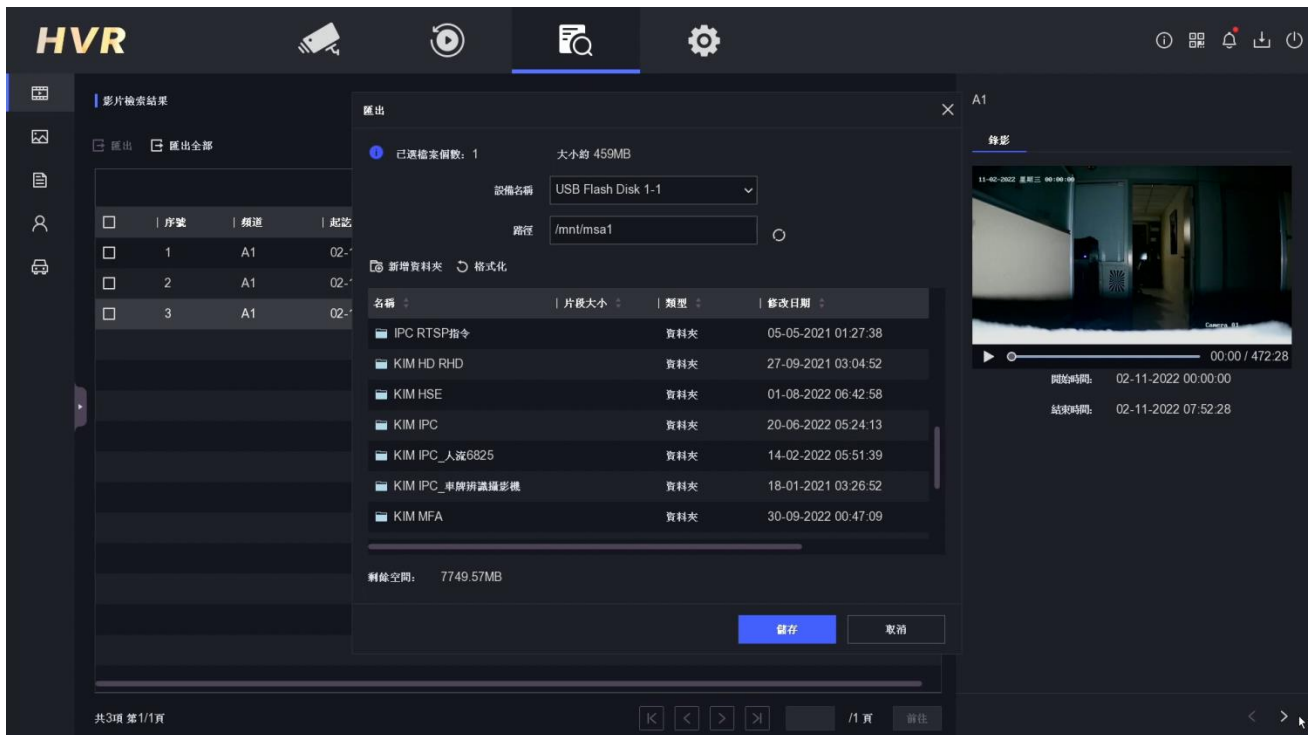 HVR
影片檢索結果
匯出 匯出全部
序號 頻道 起訖
1 A1 02-1
2 A1 02-1
3 A1 02-1
共3項 第1/1頁
/1 頁 前往
匯出
已選檔案個數: 1 大小約 459MB
設備名稱 USB Flash Disk 1-1
路徑 /mnt/msa1
新增資料夾 格式化
名稱 片段大小 類型 修改日期
IPC RTSP指令 資料夾 05-05-2021 01:27:38
KIM HD RHD 資料夾 27-09-2021 03:04:52
KIM HSE 資料夾 01-08-2022 06:42:58
KIM IPC 資料夾 20-06-2022 05:24:13
KIM IPC_人流6825 資料夾 14-02-2022 05:51:39
KIM IPC_車牌辨識攝影機 資料夾 18-01-2021 03:26:52
KIM MFA 資料夾 30-09-2022 00:47:09
剩餘空間: 7749.57MB
儲存 取消
A1
錄影
11-02-2022 星期三 00:00:00
Camera 01
00:00 / 472:28
開始時間: 02-11-2022 00:00:00
結束時間: 02-11-2022 07:52:28